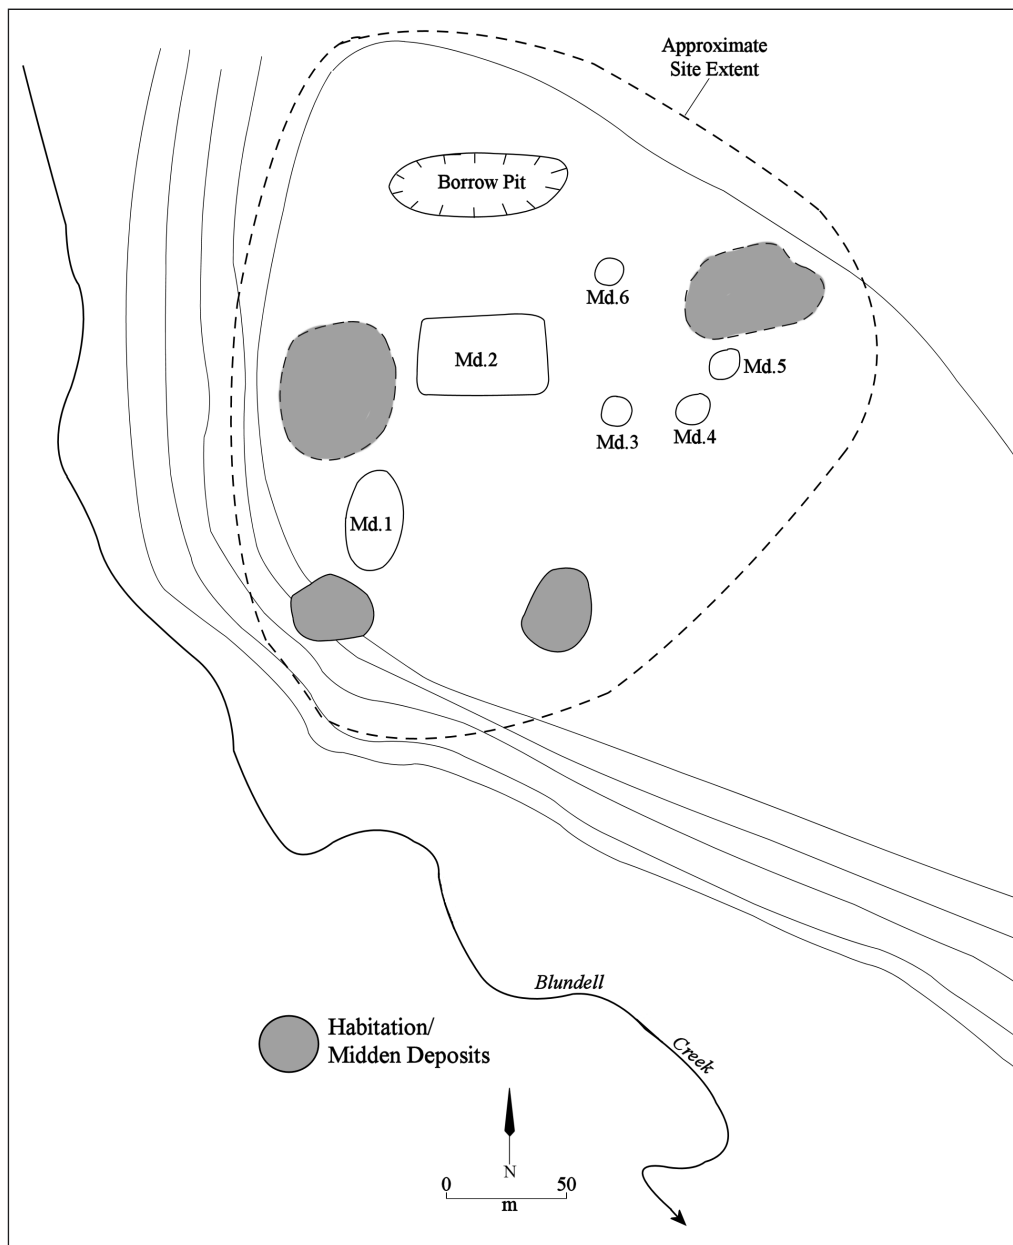 Approximate
Site Extent
Borrow Pit
Md.6
Md.2
Md.5
Md.3
Md.4
Md.1
Blundell
Creek
Habitation/
Midden Deposits
N
0 50
m